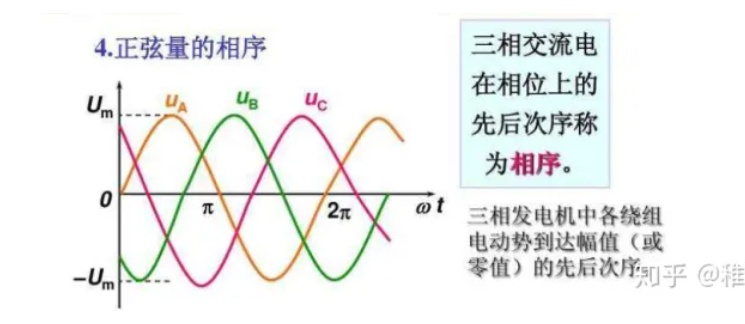 4.正弦量的相序
Um
uA
uB
uC
0
π
2π
ω t
−Um
三相交流电
在相位上的
先后次序称
为相序。
三相发电机中各绕组
电动势到达幅值（或
零值）的先后次序。
知乎 @稚